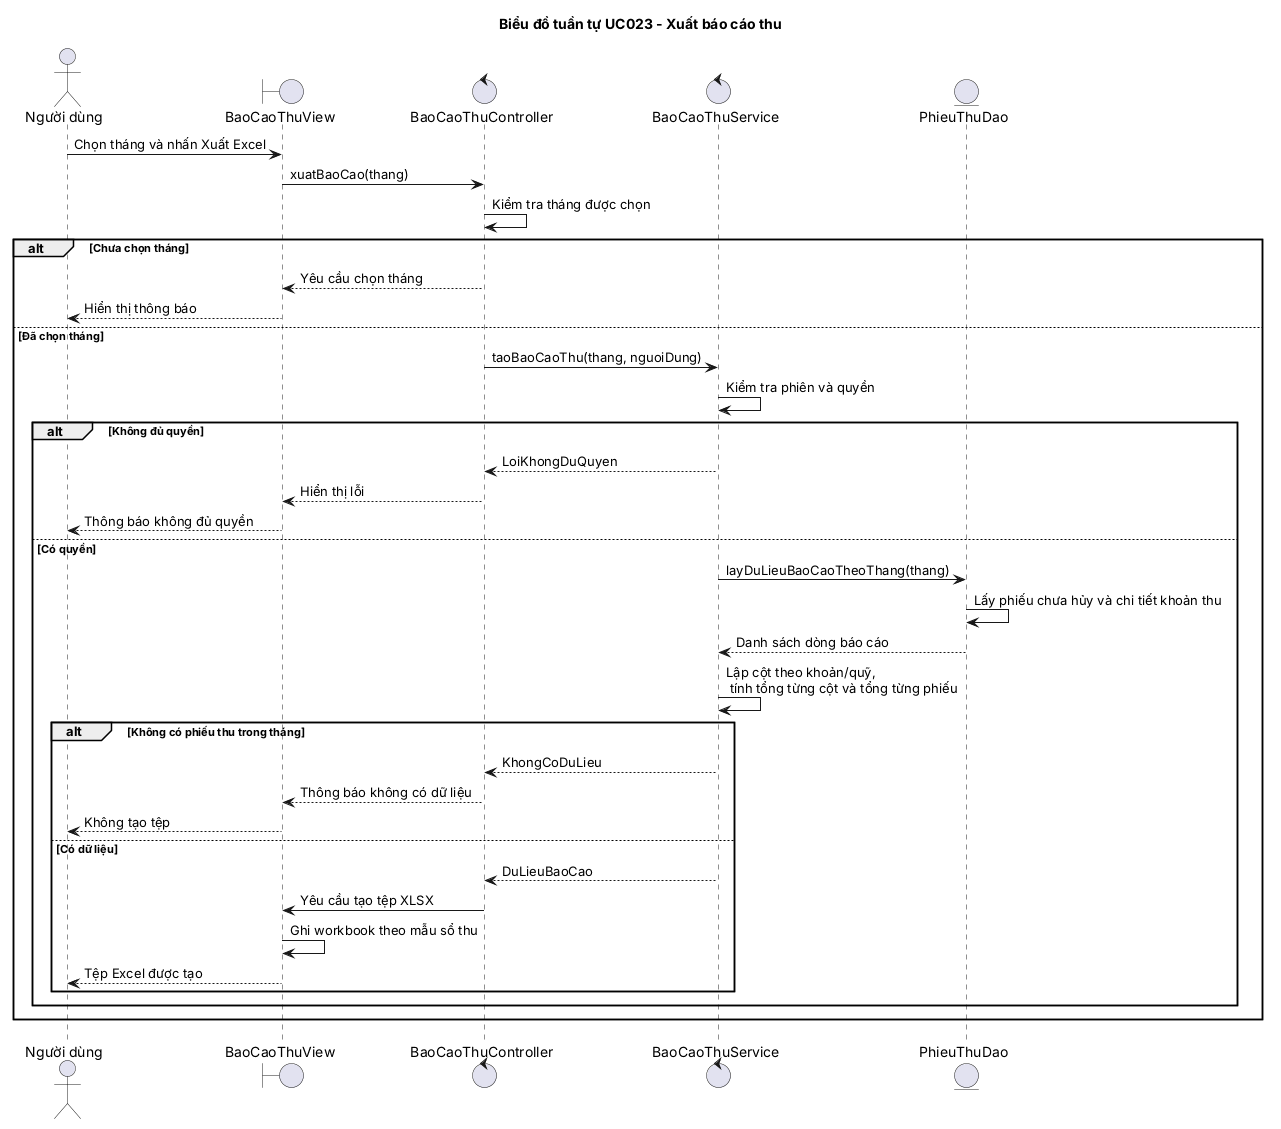 Biểu đồ tuần tự UC023 - Xuất báo cáo thu
Người dùng
BaoCaoThuView
BaoCaoThuController
BaoCaoThuService
PhieuThuDao
Chọn tháng và nhấn Xuất Excel
xuatBaoCao(thang)
Kiểm tra tháng được chọn
alt [Chưa chọn tháng]
Yêu cầu chọn tháng
Hiển thị thông báo
[Đã chọn tháng]
taoBaoCaoThu(thang, nguoiDung)
Kiểm tra phiên và quyền
alt [Không đủ quyền]
LoiKhongDuQuyen
Hiển thị lỗi
Thông báo không đủ quyền
[Có quyền]
layDuLieuBaoCaoTheoThang(thang)
Lấy phiếu chưa hủy và chi tiết khoản thu
Danh sách dòng báo cáo
Lập cột theo khoản/quỹ,
tính tổng từng cột và tổng từng phiếu
alt [Không có phiếu thu trong tháng]
KhongCoDuLieu
Thông báo không có dữ liệu
Không tạo tệp
[Có dữ liệu]
DuLieuBaoCao
Yêu cầu tạo tệp XLSX
Ghi workbook theo mẫu sổ thu
Tệp Excel được tạo
Người dùng
BaoCaoThuView
BaoCaoThuController
BaoCaoThuService
PhieuThuDao